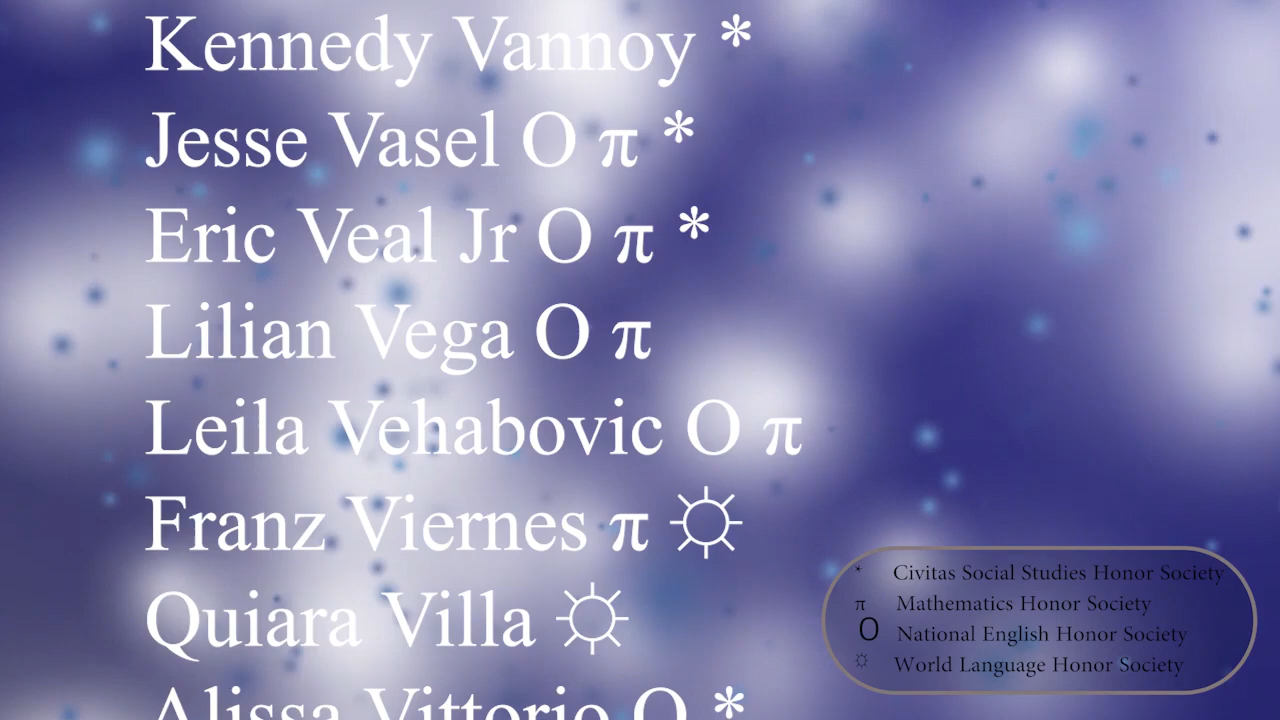 Kennedy Vannoy *
Jesse Vasel O π *
Eric Veal Jr O π *
Lilian Vega O π
Leila Vehabovic O π
Franz Viernes π ☼
Quiara Villa ☼
Alissa Vittorio O *
* Civitas Social Studies Honor Society
π Mathematics Honor Society
O National English Honor Society
☼ World Language Honor Society